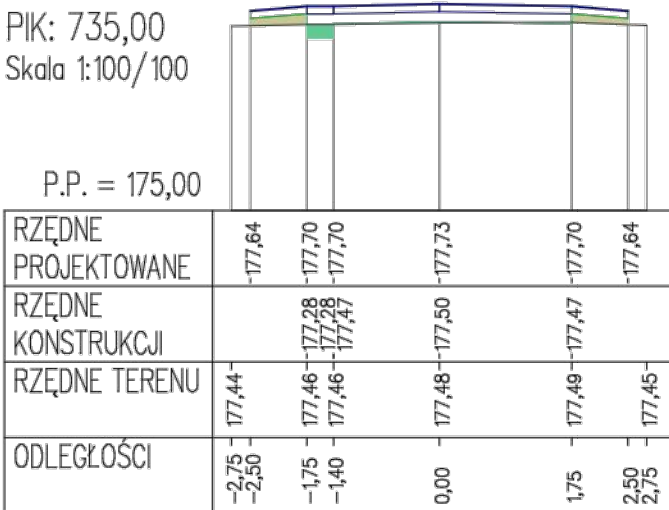 PIK: 735,00
Skala 1:100/100
P.P. = 175,00
RZĘDNE
PROJEKTOWANE
177,64
177,70
177,70
177,73
177,70
177,64
RZĘDNE
KONSTRUKCJI
177,28
177,28
177,47
177,50
177,47
RZĘDNE TERENU
177,44
177,46
177,46
177,48
177,49
177,45
ODLEGŁOŚCI
-2,75
-2,50
-1,75
-1,40
0,00
1,75
2,50
2,75